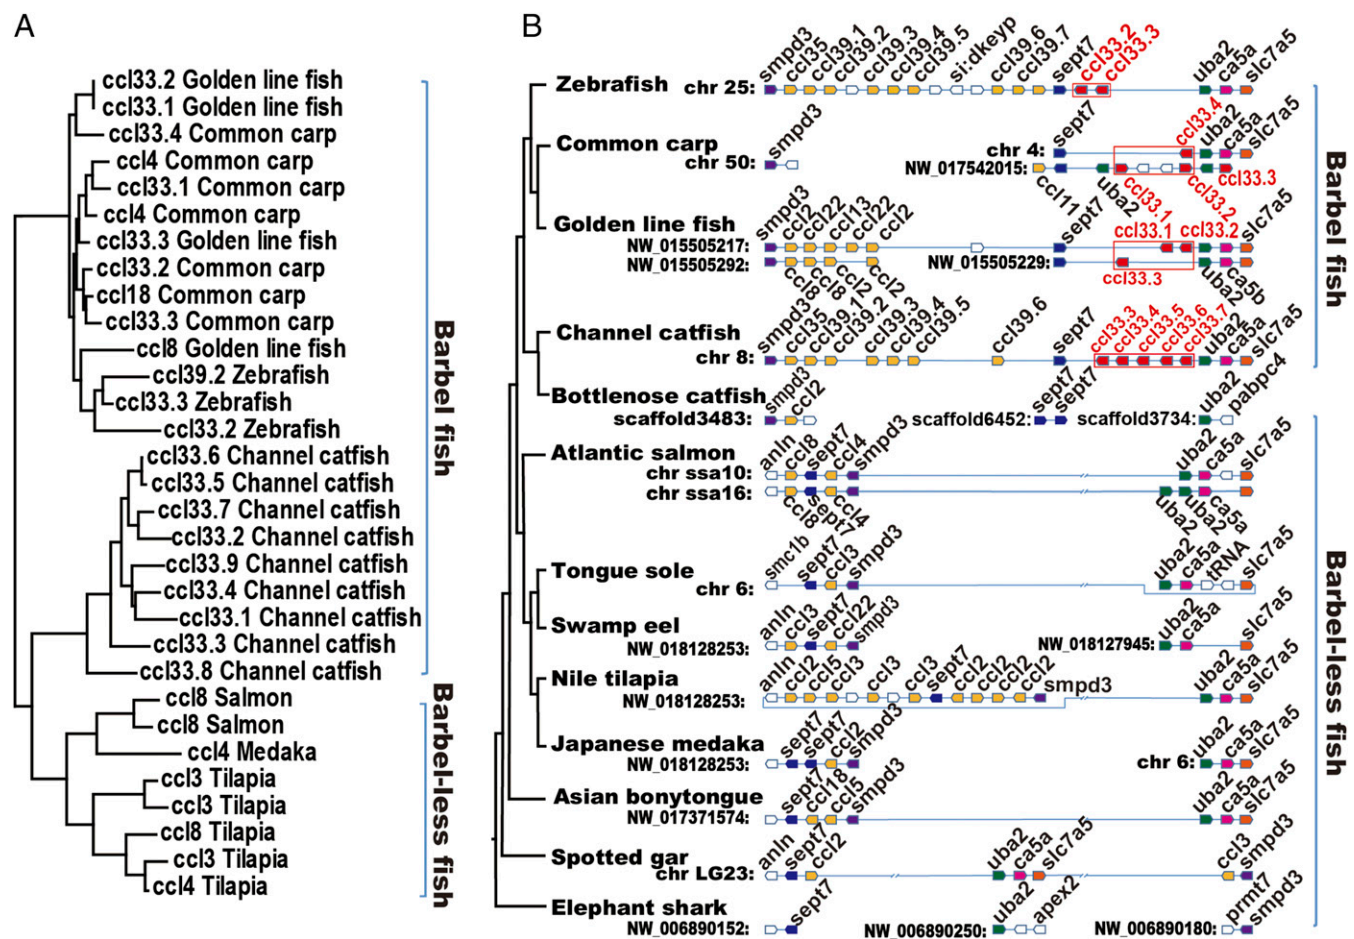 A
ccl33.2 Golden line fish
ccl33.1 Golden line fish
ccl33.4 Common carp
ccl4 Common carp
ccl33.1 Common carp
ccl4 Common carp
ccl33.3 Golden line fish
ccl33.2 Common carp
ccl18 Common carp
ccl33.3 Common carp
ccl8 Golden line fish
ccl39.2 Zebrafish
ccl33.3 Zebrafish
ccl33.2 Zebrafish
ccl33.6 Channel catfish
ccl33.5 Channel catfish
ccl33.7 Channel catfish
ccl33.2 Channel catfish
ccl33.9 Channel catfish
ccl33.4 Channel catfish
ccl33.1 Channel catfish
ccl33.3 Channel catfish
ccl33.8 Channel catfish
ccl8 Salmon
ccl8 Salmon
ccl4 Medaka
ccl3 Tilapia
ccl3 Tilapia
ccl8 Tilapia
ccl3 Tilapia
ccl4 Tilapia
Barbel fish
Barbel-less fish
B
smpd3 ccl35 ccl39.1 ccl39.2 ccl39.3 ccl39.4 ccl39.5 si:dkeyp ccl39.6 ccl39.7 sept7 ccl33.2 ccl33.3 uba2 ca5a slc7a5
Zebrafish chr 25:
smpd3 sept7 ccl33.4 uba2 ca5a slc7a5
Common carp
chr 50: chr 4:
NW_017542015:
ccl11 uba2 ccl33.1 ccl33.2 ccl33.3
smpd3 ccl2 ccl22 ccl13 ccl22 ccl2 sept7 ccl33.1 ccl33.2 slc7a5
Golden line fish
NW_015505217:
NW_015505292: NW_015505229:
ccl8 ccl8 ccl2 ccl2 ccl33.3 uba2 ca5b
smpd3 ccl35 ccl39.1 ccl39.2 ccl39.3 ccl39.4 ccl39.5 ccl39.6 sept7 ccl33.3 ccl33.4 ccl33.5 ccl33.6 ccl33.7 uba2 ca5a slc7a5
Channel catfish
chr 8:
smpd3 ccl2 sept7 sept7 uba2 pabpc4
Bottlenose catfish
scaffold3483: scaffold6452: scaffold3734:
anln ccl8 sept7 ccl4 smpd3 uba2 ca5a slc7a5
Atlantic salmon
chr ssa10:
chr ssa16:
ccl8 sept7 ccl4 uba2 uba2 ca5a
smc1b sept7 ccl3 smpd3 uba2 ca5a tRNA slc7a5
Tongue sole
chr 6:
anln ccl3 sept7 ccl22 smpd3 uba2 ca5a slc7a5
Swamp eel
NW_018128253: NW_018127945:
anln ccl2 ccl5 ccl3 ccl3 ccl3 sept7 ccl2 ccl2 ccl2 ccl2 smpd3 uba2 ca5a slc7a5
Nile tilapia
NW_018128253:
sept7 sept7 ccl2 smpd3 uba2 ca5a slc7a5
Japanese medaka
NW_018128253: chr 6:
sept7 ccl18 ccl5 smpd3 uba2 ca5a slc7a5
Asian bonytongue
NW_017371574:
anln sept7 ccl2 uba2 ca5a slc7a5 ccl3 smpd3
Spotted gar
chr LG23:
sept7 uba2 apex2 prmt7 smpd3
Elephant shark
NW_006890152: NW_006890250: NW_006890180:
Barbel fish
Barbel-less fish